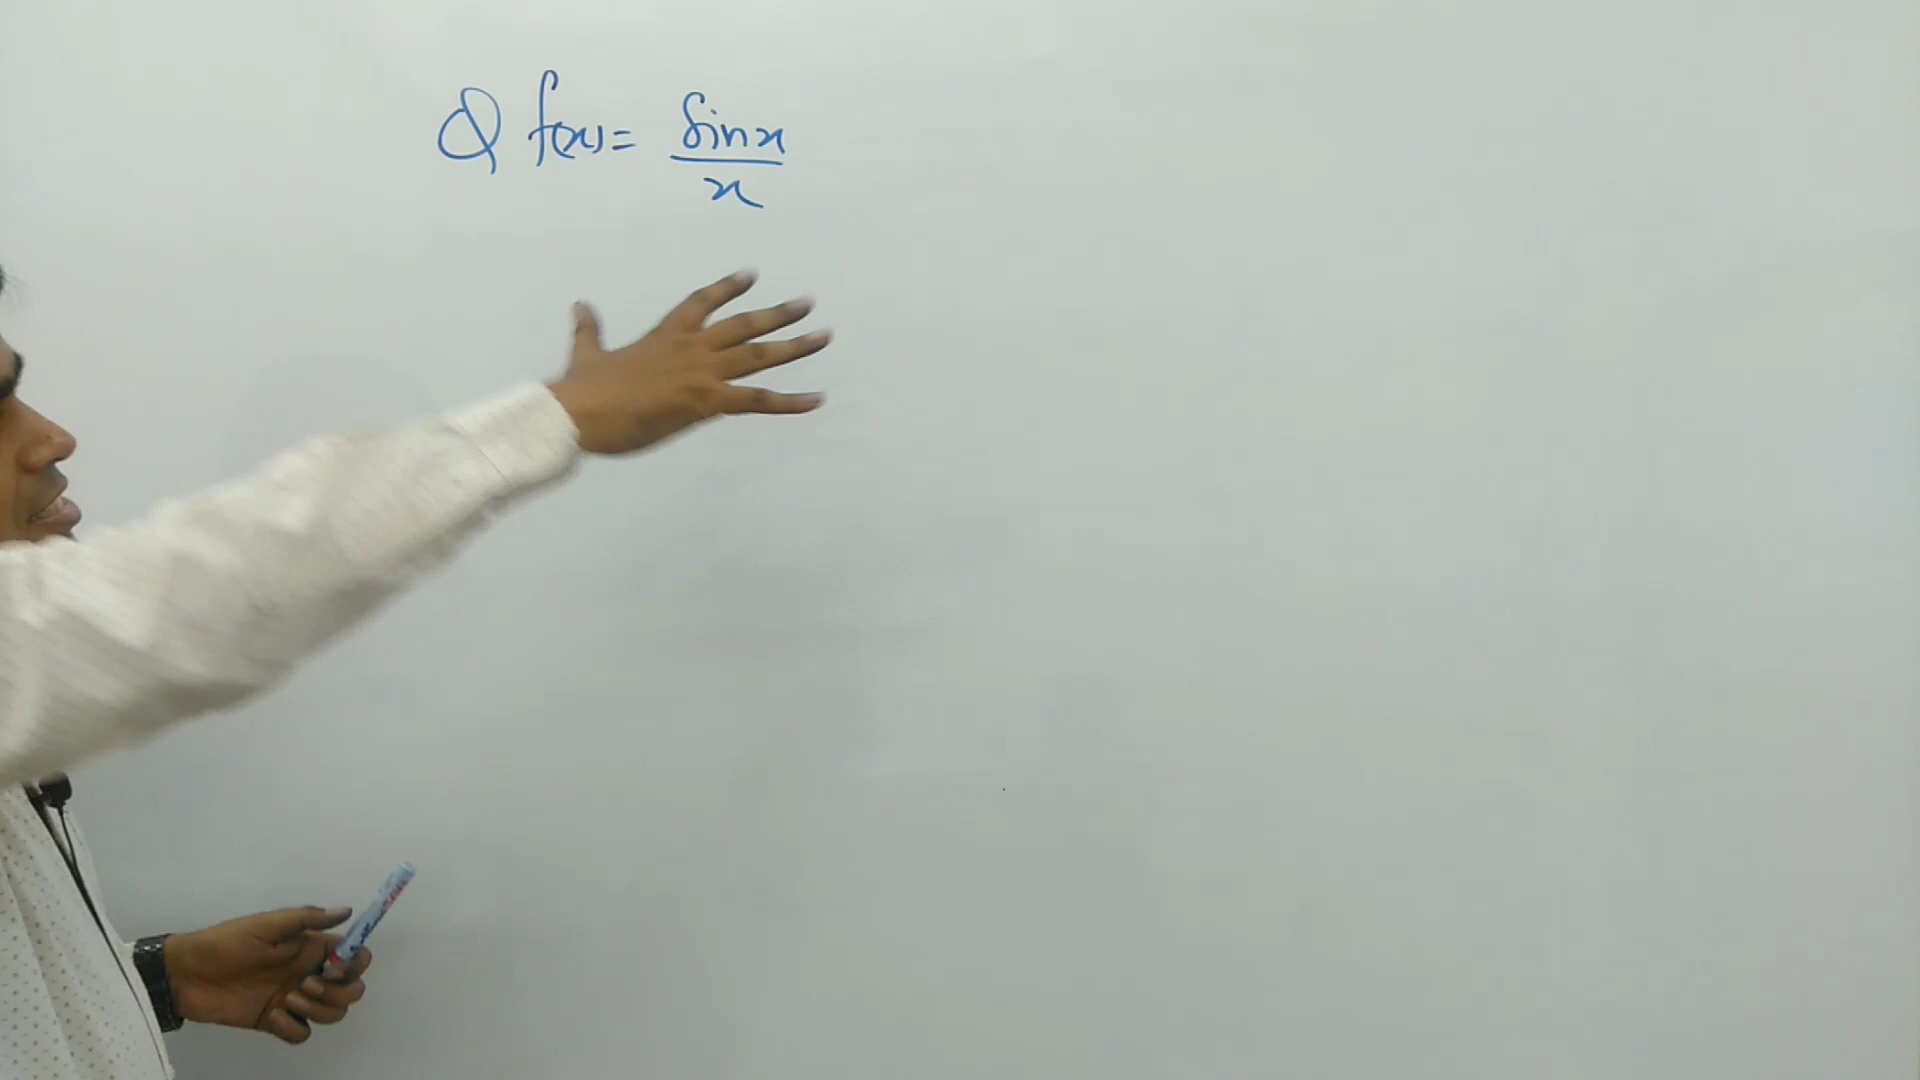 Q f(x) = sinx/x